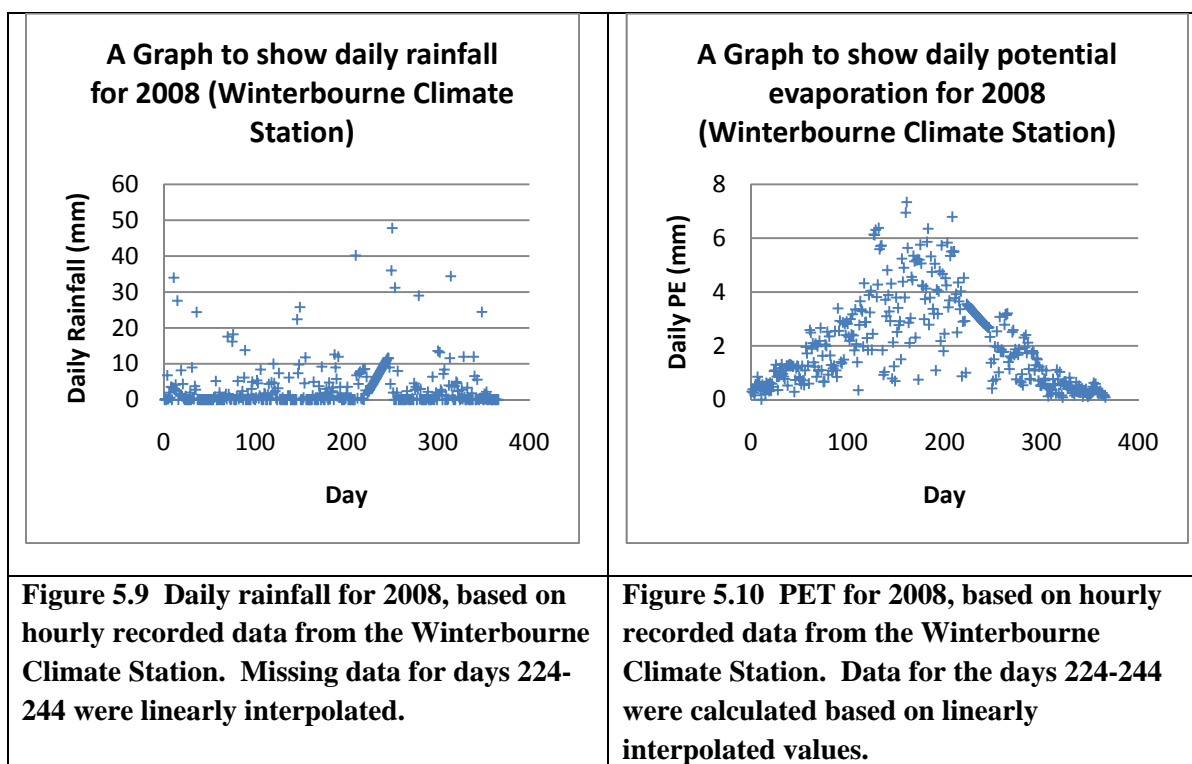 A Graph to show daily rainfall
for 2008 (Winterbourne Climate
Station)
60
50
40
30
20
10
0
0 100 200 300 400
Daily Rainfall (mm)
Day
A Graph to show daily potential
evaporation for 2008
(Winterbourne Climate Station)
8
6
4
2
0
0 100 200 300 400
Daily PE (mm)
Day
Figure 5.9 Daily rainfall for 2008, based on
hourly recorded data from the Winterbourne
Climate Station. Missing data for days 224-
244 were linearly interpolated.
Figure 5.10 PET for 2008, based on hourly
recorded data from the Winterbourne
Climate Station. Data for the days 224-244
were calculated based on linearly
interpolated values.